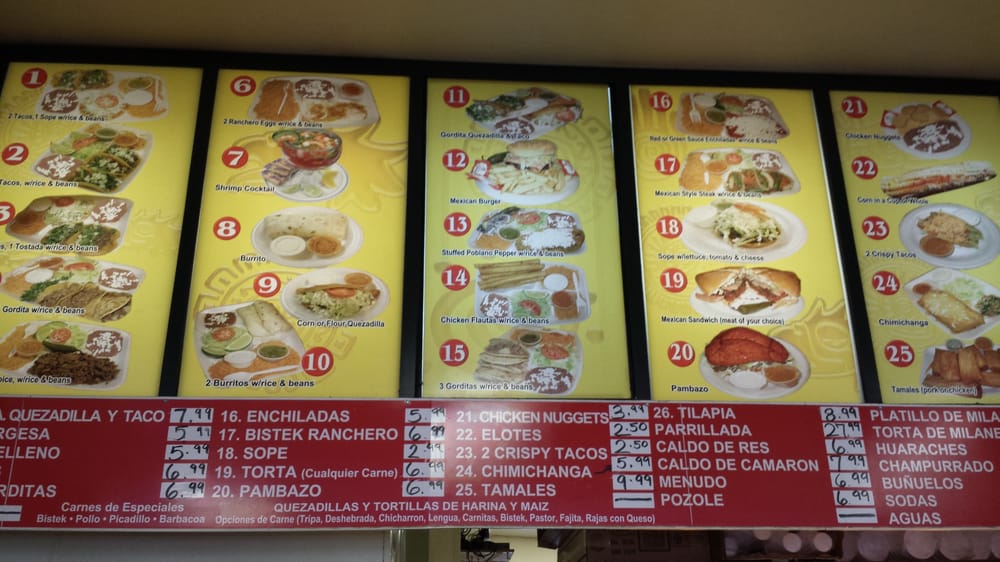 1
2 Tacos,1 Sope w/rice & beans
2
Tacos, w/rice & beans
3
1 Tostada w/rice & beans
Gordita w/rice & beans
w/rice & beans
6
2 Ranchero Eggs w/rice & beans
7
Shrimp Cocktail
8
Burrito
9
Corn or Flour Quezadilla
10
2 Burritos w/rice & beans
11
Gordita Quezadilla & Taco
12
Mexican Burger
13
Stuffed Poblano Pepper w/rice & beans
14
Chicken Flautas w/rice & beans
15
3 Gorditas w/rice & beans
16
Red or Green Sauce Enchiladas w/rice & beans
17
Mexican Style Steak w/rice & beans
18
Sope w/lettuce, tomato & cheese
19
Mexican Sandwich (meat of your choice)
20
Pambazo
21
Chicken Nuggets
22
Corn in a Cup or Whole
23
2 Crispy Tacos
24
Chimichanga
25
Tamales (pork or chicken)
QUEZADILLA Y TACO 7.99
5.99
5.99
6.99
6.99
16. ENCHILADAS 5.99
17. BISTEK RANCHERO 6.99
18. SOPE 2.99
19. TORTA (Cualquier Carne) 6.99
20. PAMBAZO 6.99
21. CHICKEN NUGGETS 3.99
22. ELOTES 2.50
23. 2 CRISPY TACOS 2.50
24. CHIMICHANGA 5.99
25. TAMALES 9.99
26. TILAPIA 8.99
PARRILLADA 27.99
CALDO DE RES 6.99
CALDO DE CAMARON 7.99
MENUDO 6.99
POZOLE 6.99
PLATILLO DE
TORTA DE
HUARACHES
CHAMPURRADO
BUÑUELOS
SODAS
AGUAS
Carnes de Especiales
Bistek • Pollo • Picadillo • Barbacoa
QUEZADILLAS Y TORTILLAS DE HARINA Y MAIZ
Opciones de Carne (Tripa, Deshebrada, Chicharron, Lengua, Carnitas, Bistek, Pastor, Fajita, Rajas con Queso)